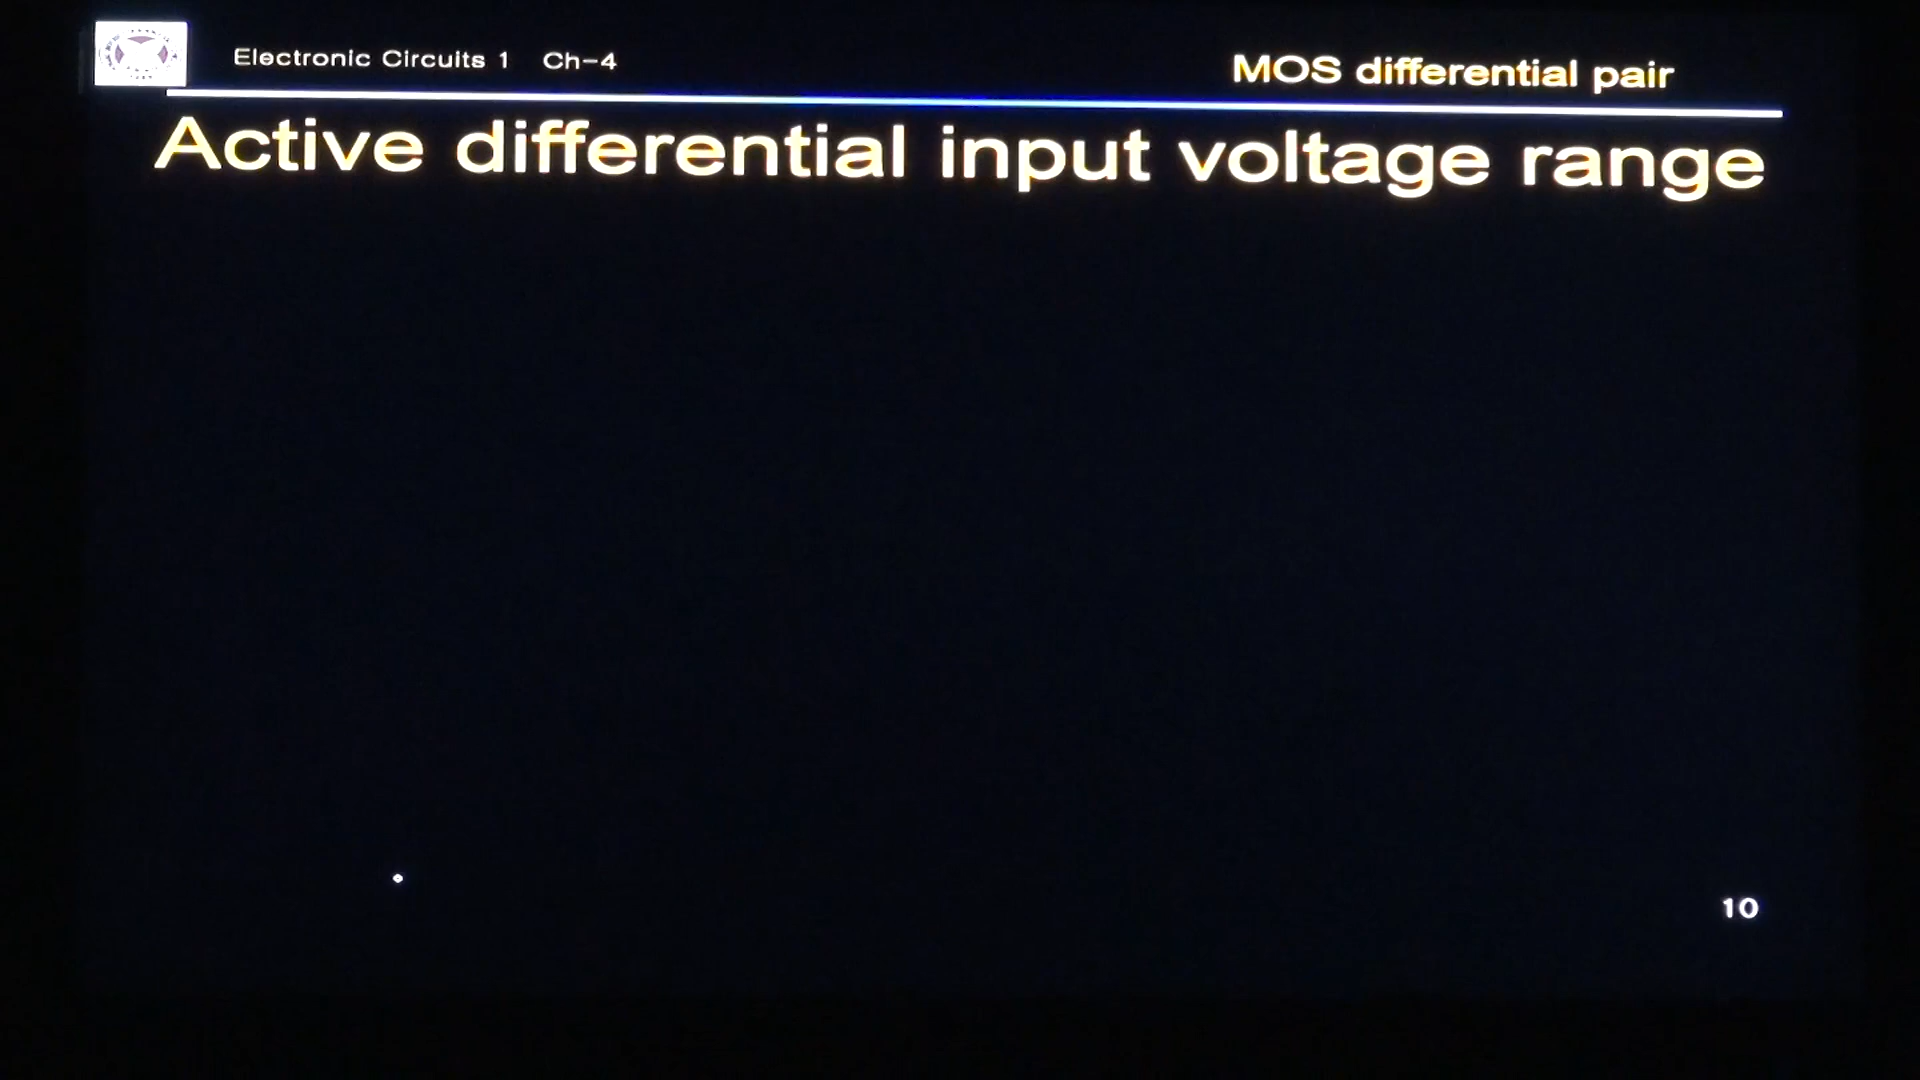 Electronic Circuits 1 Ch-4
MOS differential pair
Active differential input voltage range
10